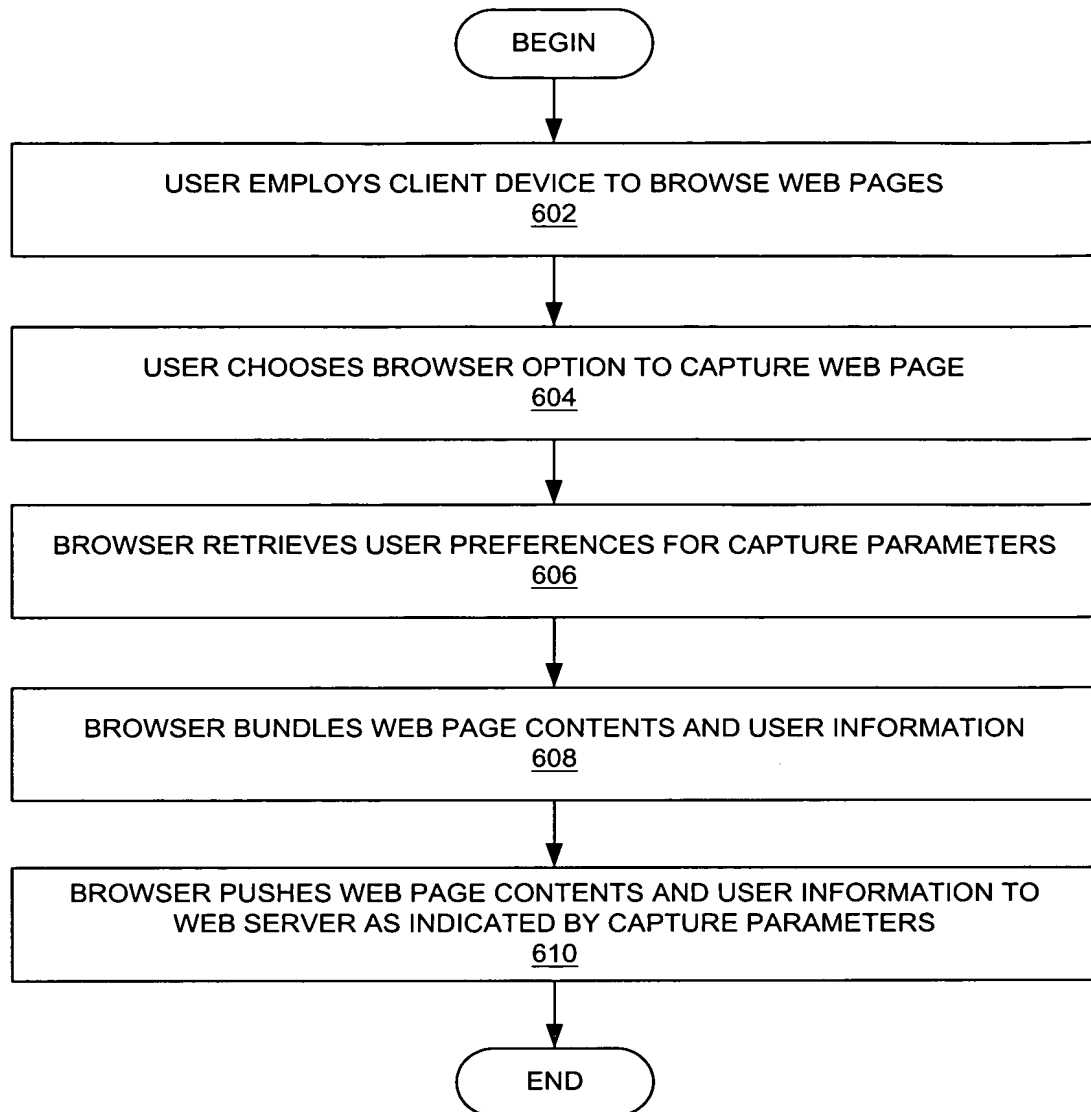 BEGIN
USER EMPLOYS CLIENT DEVICE TO BROWSE WEB PAGES
602
USER CHOOSES BROWSER OPTION TO CAPTURE WEB PAGE
604
BROWSER RETRIEVES USER PREFERENCES FOR CAPTURE PARAMETERS
606
BROWSER BUNDLES WEB PAGE CONTENTS AND USER INFORMATION
608
BROWSER PUSHES WEB PAGE CONTENTS AND USER INFORMATION TO
WEB SERVER AS INDICATED BY CAPTURE PARAMETERS
610
END